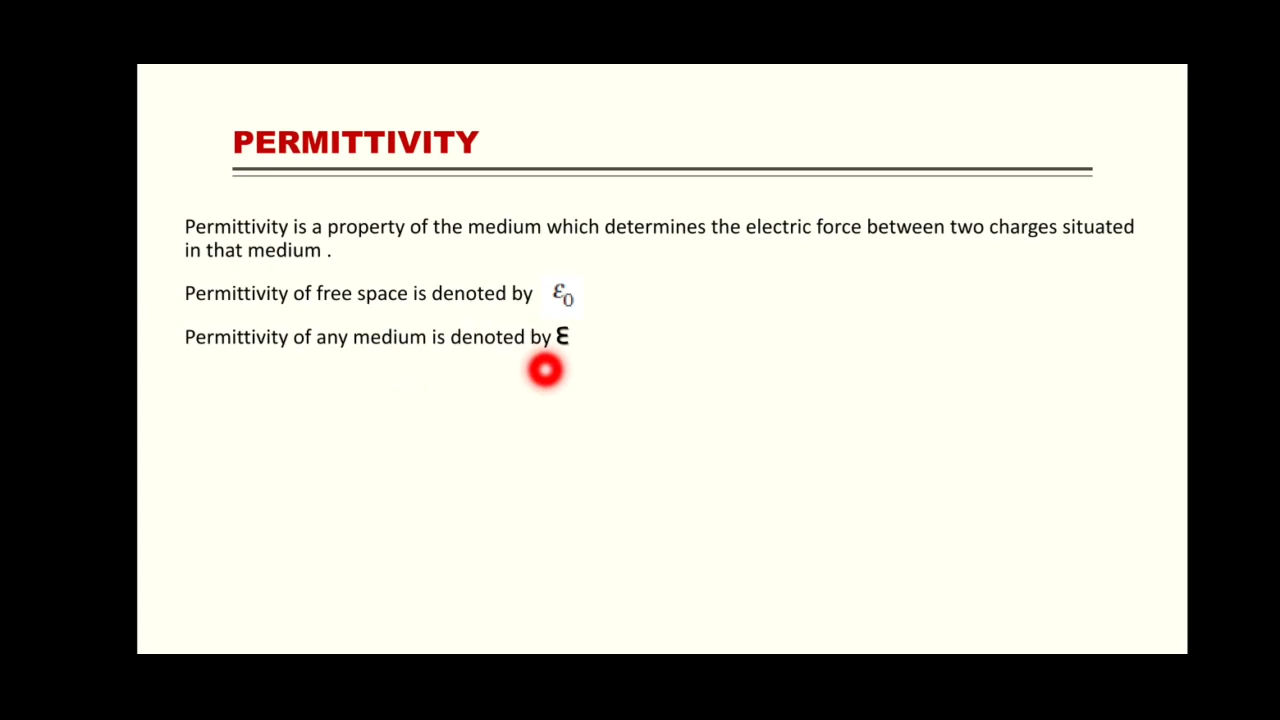 PERMITTIVITY
Permittivity is a property of the medium which determines the electric force between two charges situated
in that medium .
Permittivity of free space is denoted by ε₀
Permittivity of any medium is denoted by ε